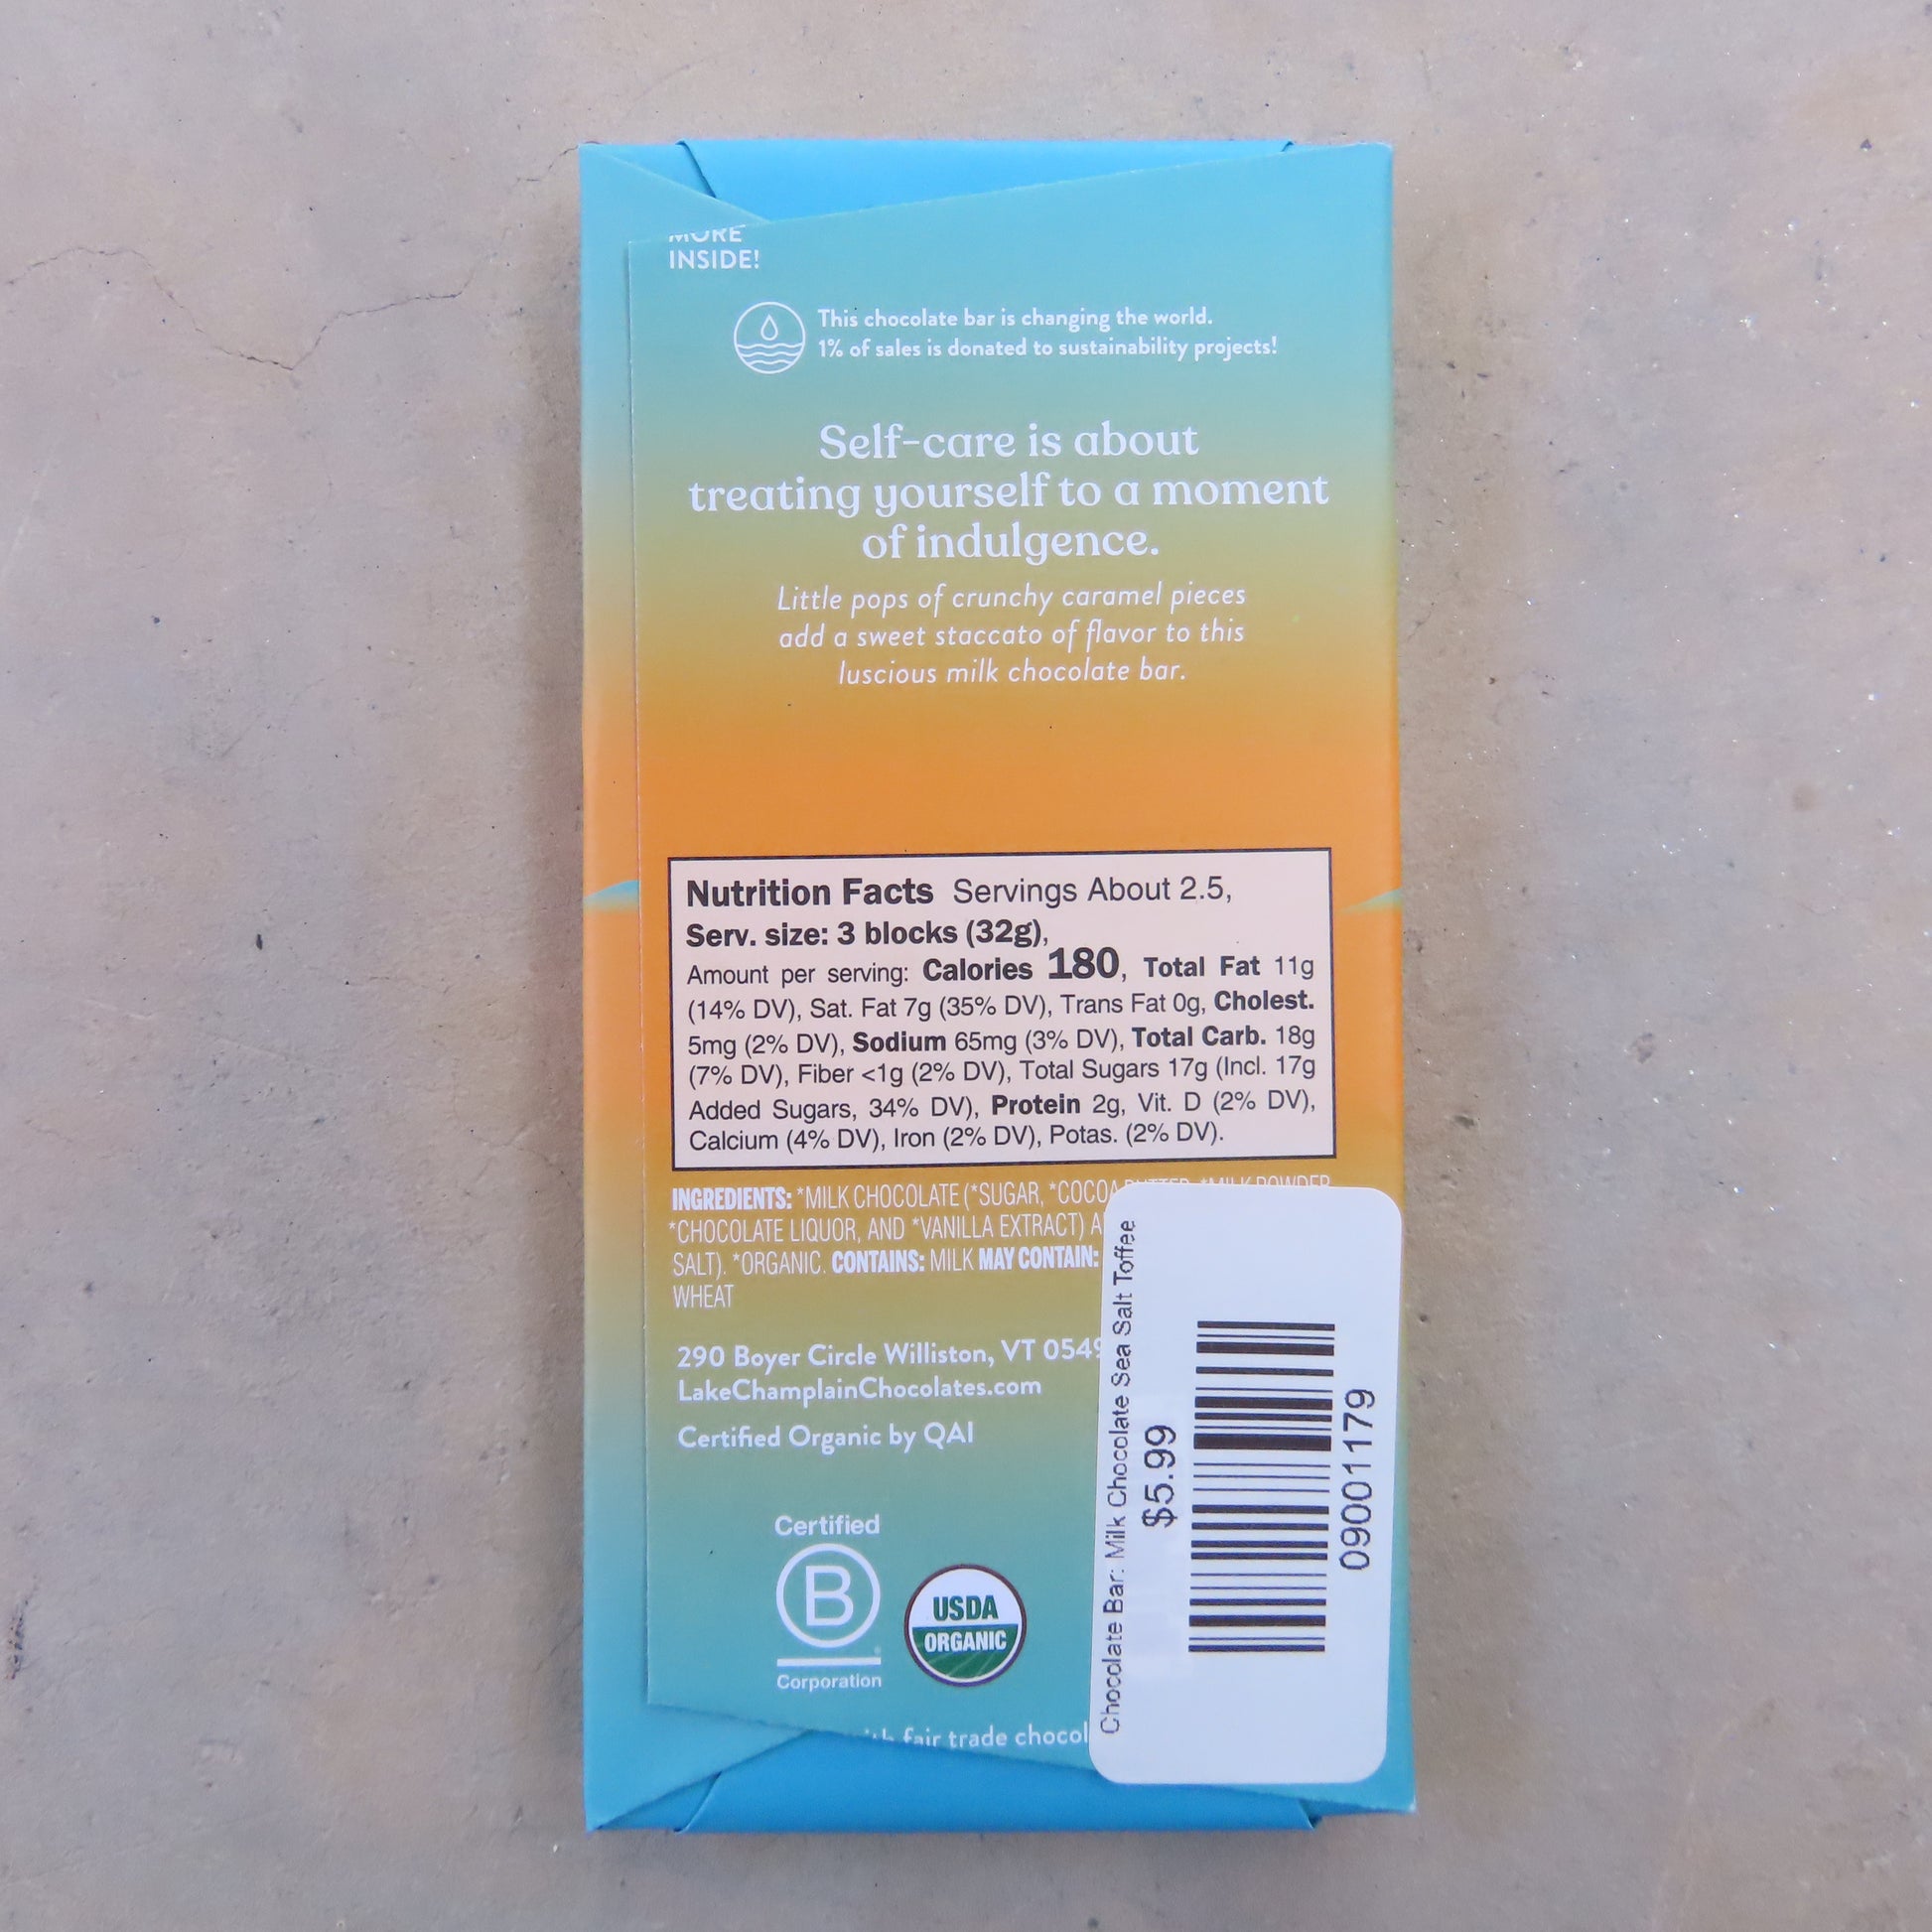 MORE
INSIDE!
This chocolate bar is changing the world.
1% of sales is donated to sustainability projects!
Self-care is about
treating yourself to a moment
of indulgence.
Little pops of crunchy caramel pieces
add a sweet staccato of flavor to this
luscious milk chocolate bar.
Nutrition Facts Servings About 2.5,
Serv. size: 3 blocks (32g),
Amount per serving: Calories 180, Total Fat 11g
(14% DV), Sat. Fat 7g (35% DV), Trans Fat 0g, Cholest.
5mg (2% DV), Sodium 65mg (3% DV), Total Carb. 18g
(7% DV), Fiber <1g (2% DV), Total Sugars 17g (Incl. 17g
Added Sugars, 34% DV), Protein 2g, Vit. D (2% DV),
Calcium (4% DV), Iron (2% DV), Potas. (2% DV).
INGREDIENTS: *MILK CHOCOLATE (*SUGAR, *COCOA BUTTER, *MILK POWDER
*CHOCOLATE LIQUOR, AND *VANILLA EXTRACT)
SALT). *ORGANIC. CONTAINS: MILK MAY CONTAIN:
WHEAT
290 Boyer Circle Williston, VT
LakeChamplainChocolates.com
Certified Organic by QAI
Certified
B
Corporation
USDA
ORGANIC
fair trade
Chocolate Bar: Milk Chocolate Sea Salt Toffee
$5.99
09001179